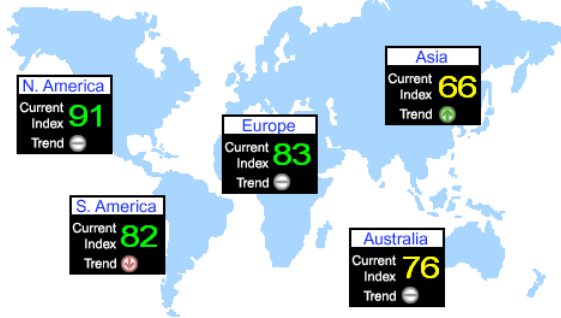 N. America
Current
Index 91
Trend
Asia
Current
Index 66
Trend
Europe
Current
Index 83
Trend
S. America
Current
Index 82
Trend
Australia
Current
Index 76
Trend